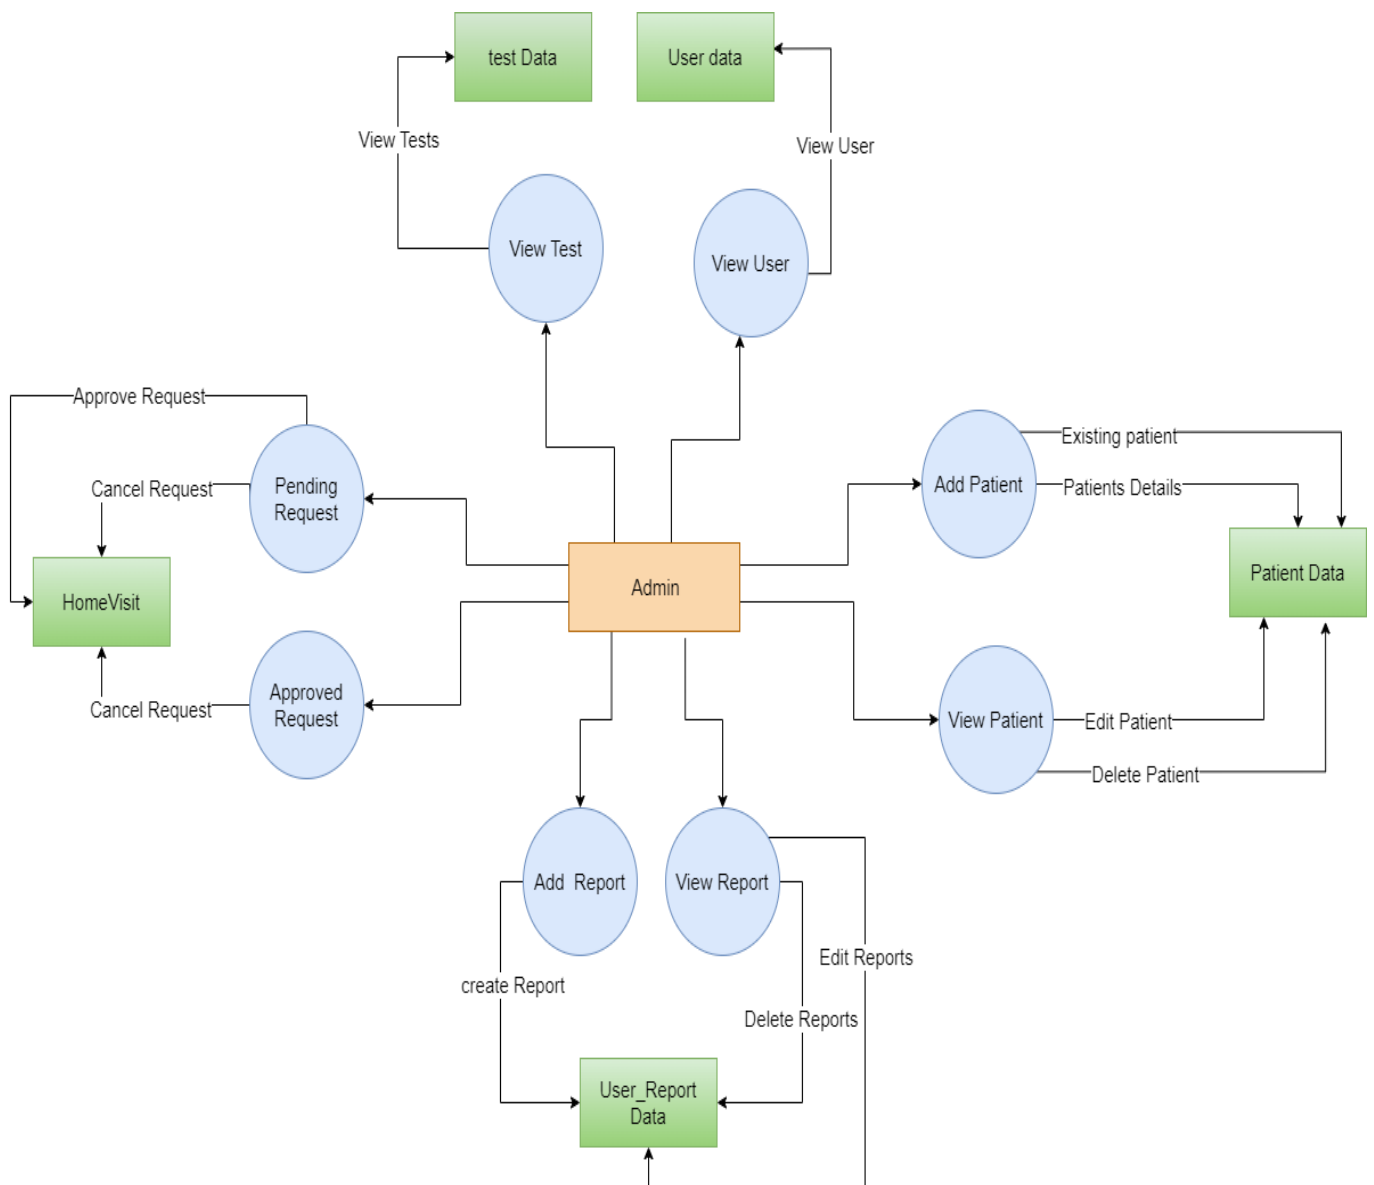 test Data
User data
View Tests
View User
View Test
View User
Approve Request
Existing patient
Cancel Request
Pending
Request
Add Patient
Patients Details
HomeVisit
Admin
Patient Data
Cancel Request
Approved
Request
View Patient
Edit Patient
Delete Patient
Add  Report
View Report
Edit Reports
create Report
Delete Reports
User_Report
Data